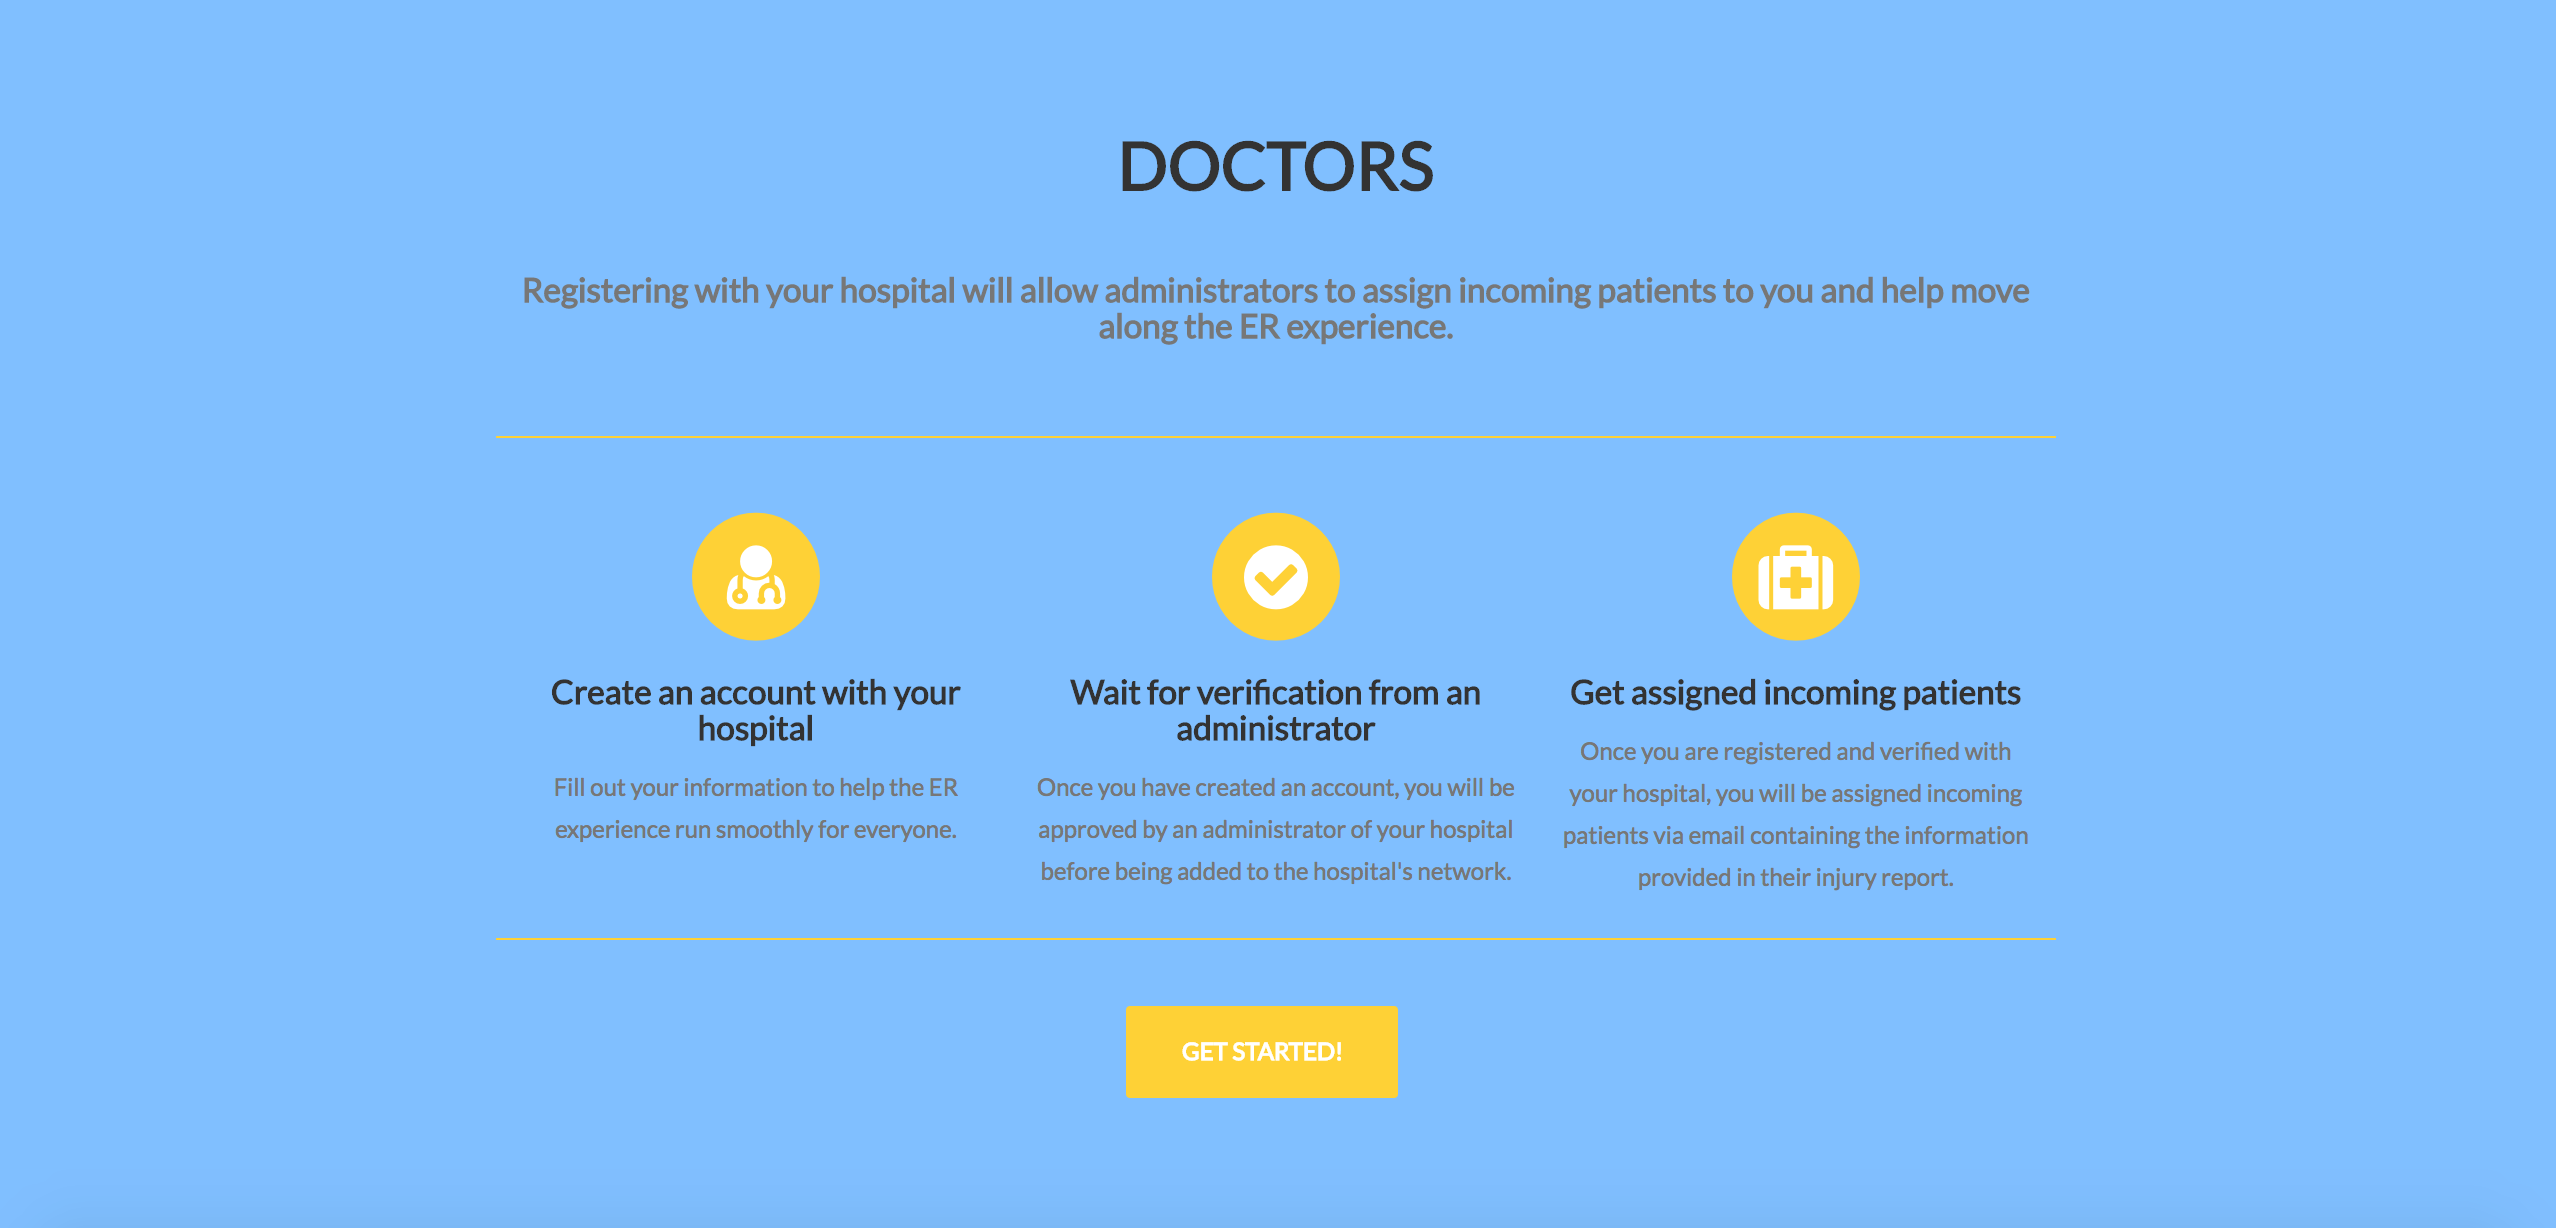 DOCTORS
Registering with your hospital will allow administrators to assign incoming patients to you and help move
along the ER experience.
Create an account with your
hospital
Fill out your information to help the ER
experience run smoothly for everyone.
Wait for verification from an
administrator
Once you have created an account, you will be
approved by an administrator of your hospital
before being added to the hospital's network.
Get assigned incoming patients
Once you are registered and verified with
your hospital, you will be assigned incoming
patients via email containing the information
provided in their injury report.
GET STARTED!